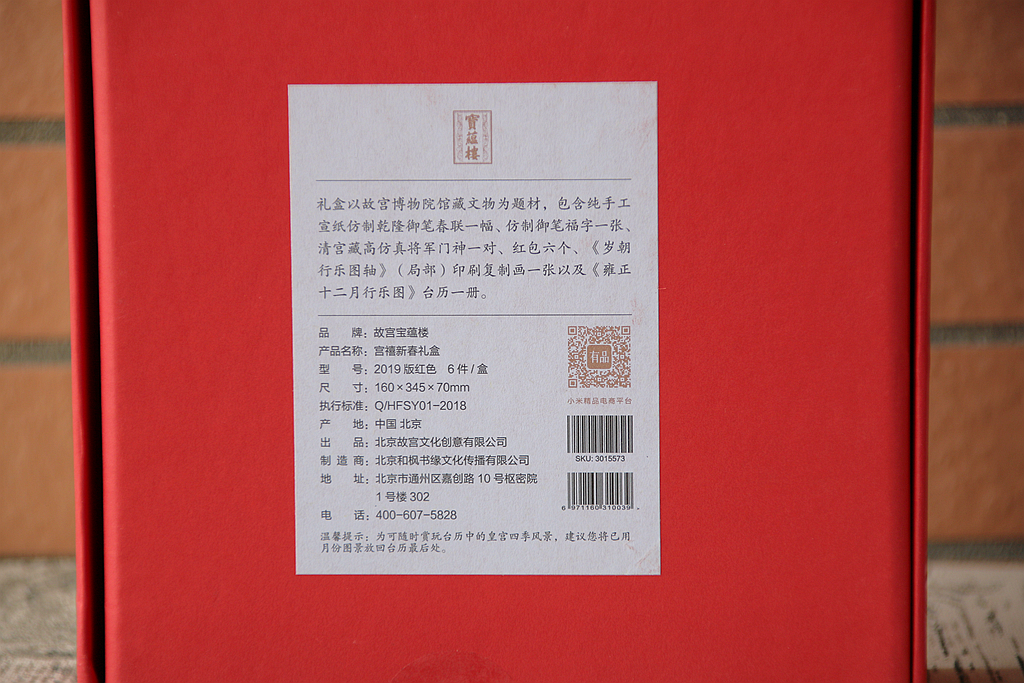 寶蘊樓
礼盒以故宫博物院馆藏文物为题材，包含纯手工
宣纸仿制乾隆御笔春联一幅、仿制御笔福字一张、
清宫藏高仿真将军门神一对、红包六个、《岁朝
行乐图轴》（局部）印刷复制画一张以及《雍正
十二月行乐图》台历一册。
品 牌：故宫宝蕴楼
产品名称：宫禧新春礼盒
型 号：2019 版红色 6 件 / 盒
尺 寸：160×345×70mm
执行标准：Q/HFSY01-2018
产 地：中国 北京
出 品：北京故宫文化创意有限公司
制 造 商：北京和枫书缘文化传播有限公司
地 址：北京市通州区嘉创路 10 号枢密院
1 号楼 302
电 话：400-607-5828
温馨提示：为可随时赏玩台历中的皇宫四季风景，建议您将已用
月份图景放回台历最后处。
有品
小米精品电商平台
SKU: 3015573
6 971160 310039